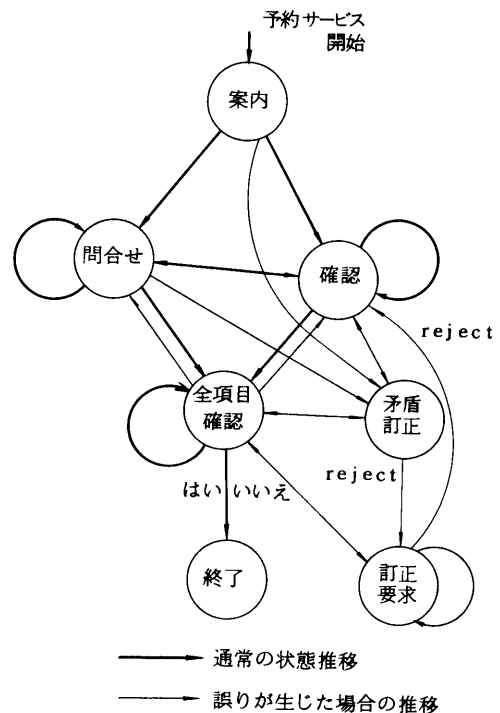 予約サービス
開始
案内
問合せ
確認
reject
全項目
確認
矛盾
訂正
reject
はい いいえ
終了
訂正
要求
通常の状態推移
誤りが生じた場合の推移